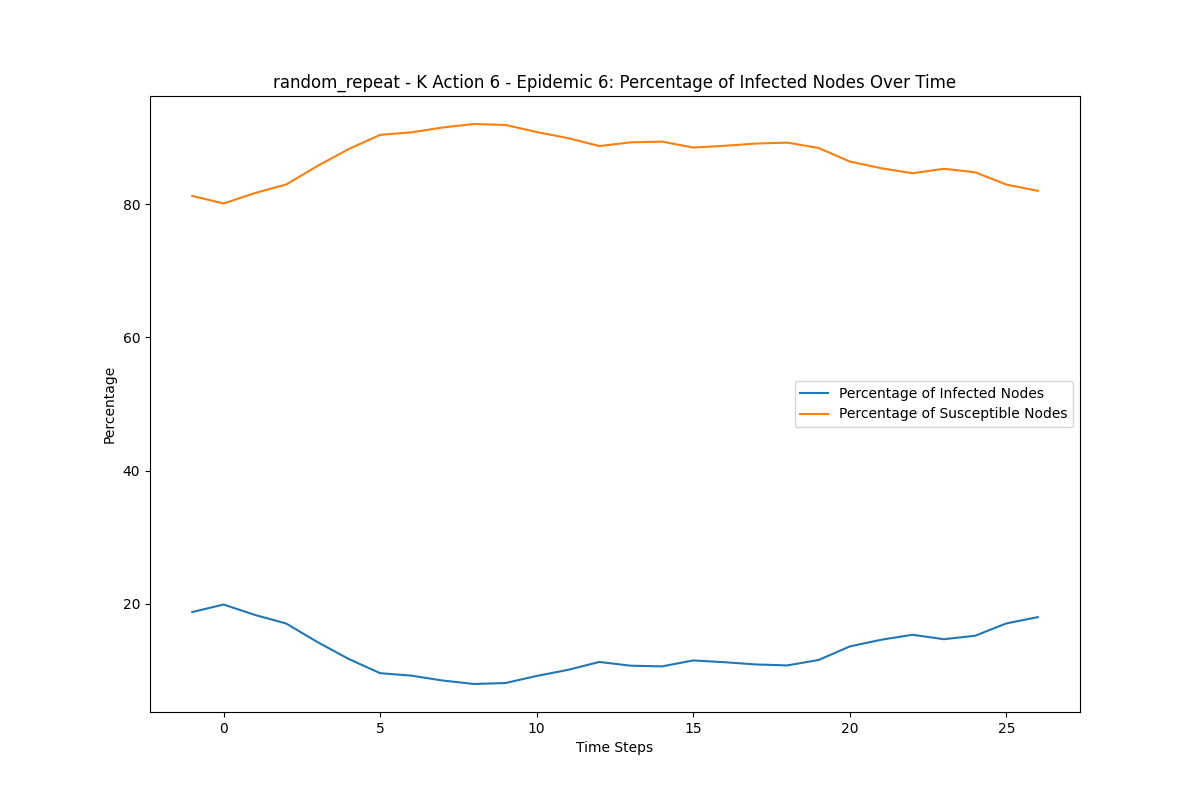 random_repeat - K Action 6 - Epidemic 6: Percentage of Infected Nodes Over Time
80
60
40
20
Percentage
Percentage of Infected Nodes
Percentage of Susceptible Nodes
0 5 10 15 20 25
Time Steps